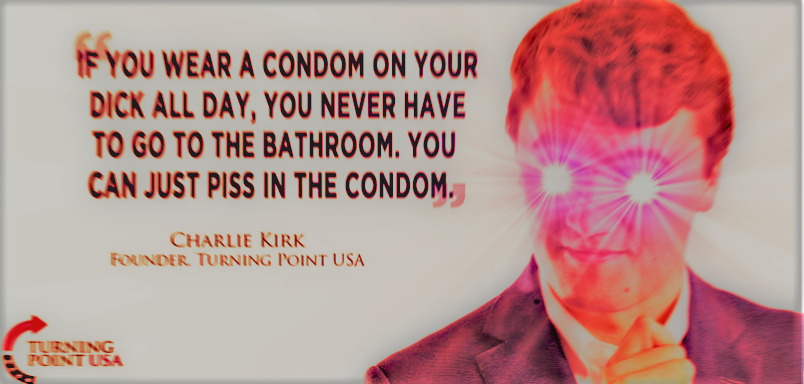 “
IF YOU WEAR A CONDOM ON YOUR
DICK ALL DAY, YOU NEVER HAVE
TO GO TO THE BATHROOM. YOU
CAN JUST PISS IN THE CONDOM.
”
CHARLIE KIRK
FOUNDER, TURNING POINT USA
TURNING
POINT USA